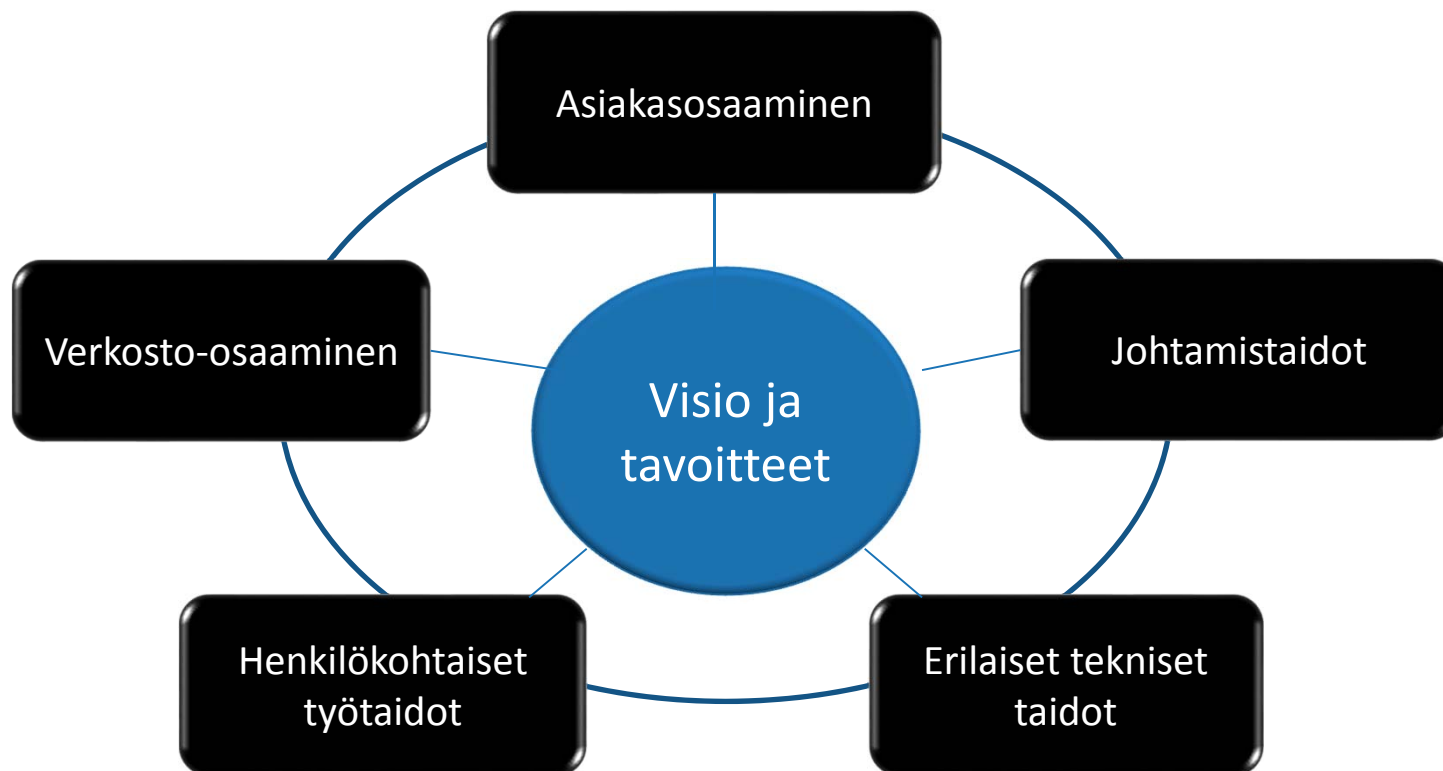 Asiakasosaaminen
Verkosto-osaaminen
Johtamistaidot
Visio ja
tavoitteet
Henkilökohtaiset
työtaidot
Erilaiset tekniset
taidot